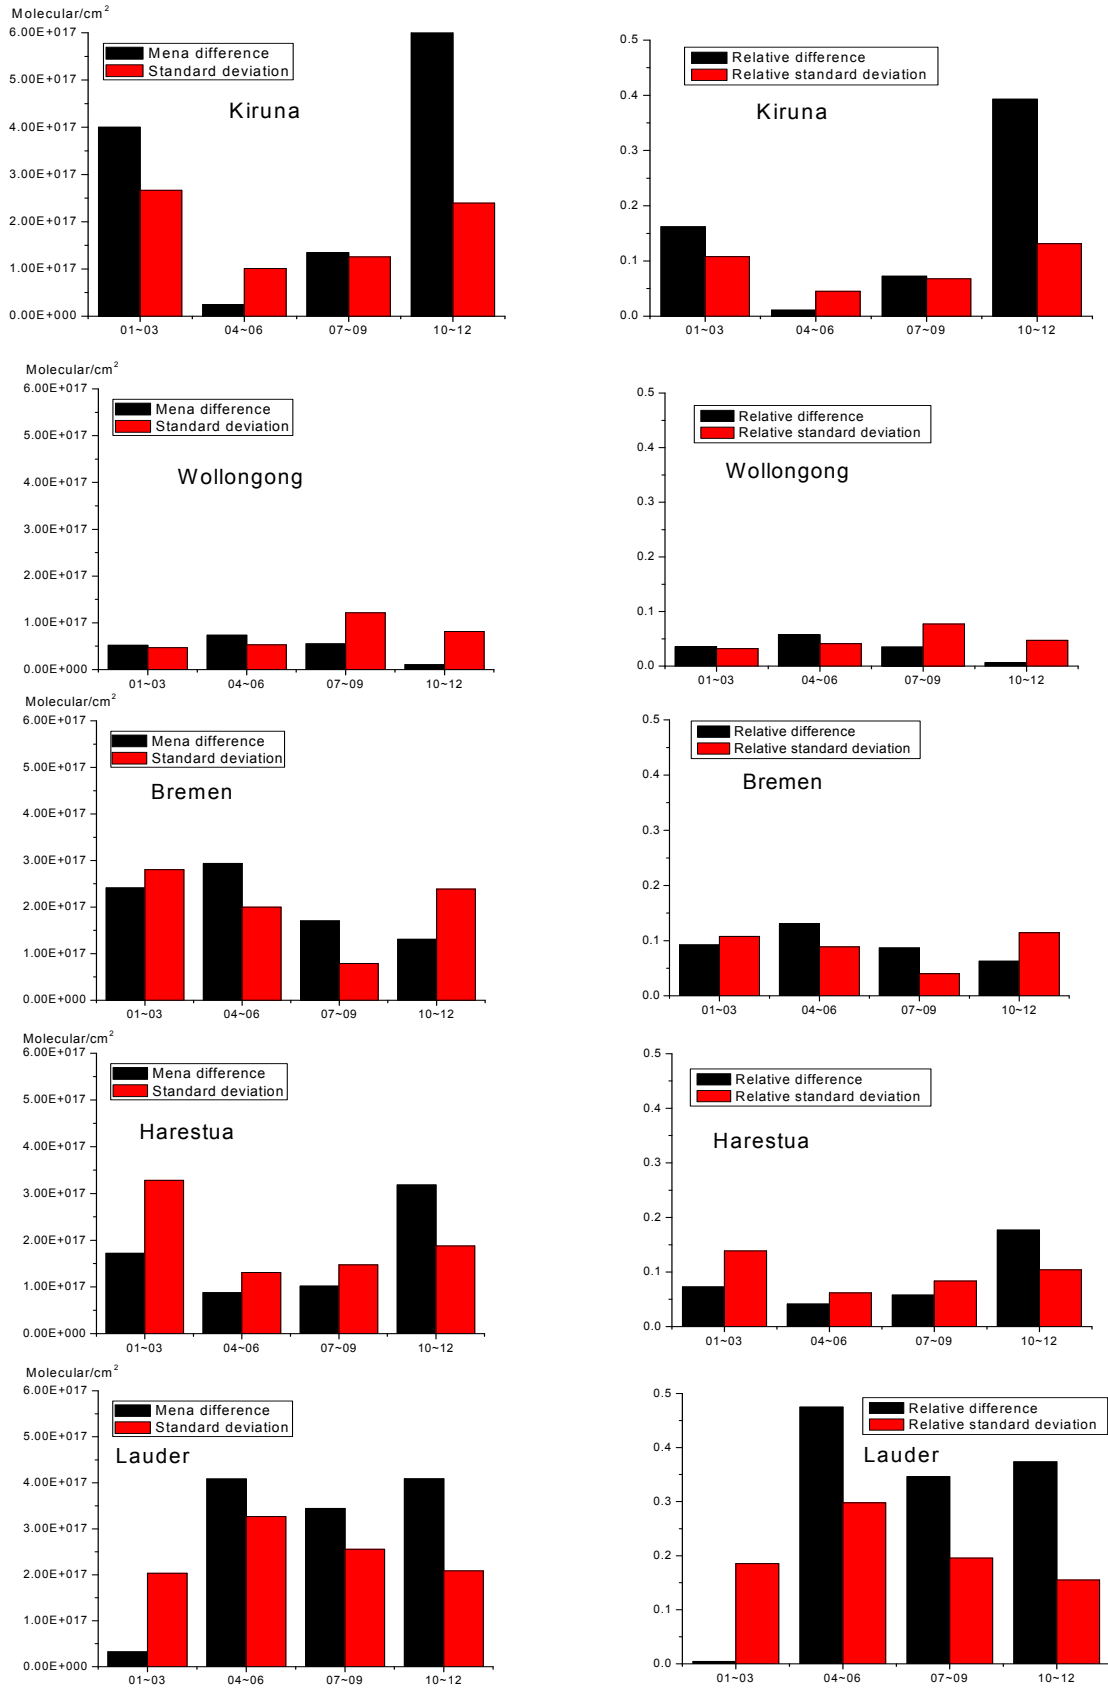 Molecular/cm²
6.00E+017
5.00E+017
4.00E+017
3.00E+017
2.00E+017
1.00E+017
0.00E+000
Mena difference
Standard deviation
Kiruna
01~03 04~06 07~09 10~12
0.5
0.4
0.3
0.2
0.1
0.0
Relative difference
Relative standard deviation
Kiruna
01~03 04~06 07~09 10~12
Molecular/cm²
6.00E+017
5.00E+017
4.00E+017
3.00E+017
2.00E+017
1.00E+017
0.00E+000
Mena difference
Standard deviation
Wollongong
01~03 04~06 07~09 10~12
0.5
0.4
0.3
0.2
0.1
0.0
Relative difference
Relative standard deviation
Wollongong
01~03 04~06 07~09 10~12
Molecular/cm²
6.00E+017
5.00E+017
4.00E+017
3.00E+017
2.00E+017
1.00E+017
0.00E+000
Mena difference
Standard deviation
Bremen
01~03 04~06 07~09 10~12
0.5
0.4
0.3
0.2
0.1
0.0
Relative difference
Relative standard deviation
Bremen
01~03 04~06 07~09 10~12
Molecular/cm²
6.00E+017
5.00E+017
4.00E+017
3.00E+017
2.00E+017
1.00E+017
0.00E+000
Mena difference
Standard deviation
Harestua
01~03 04~06 07~09 10~12
0.5
0.4
0.3
0.2
0.1
0.0
Relative difference
Relative standard deviation
Harestua
01~03 04~06 07~09 10~12
Molecular/cm²
6.00E+017
5.00E+017
4.00E+017
3.00E+017
2.00E+017
1.00E+017
0.00E+000
Mena difference
Standard deviation
Lauder
01~03 04~06 07~09 10~12
0.5
0.4
0.3
0.2
0.1
0.0
Relative difference
Relative standard deviation
Lauder
01~03 04~06 07~09 10~12